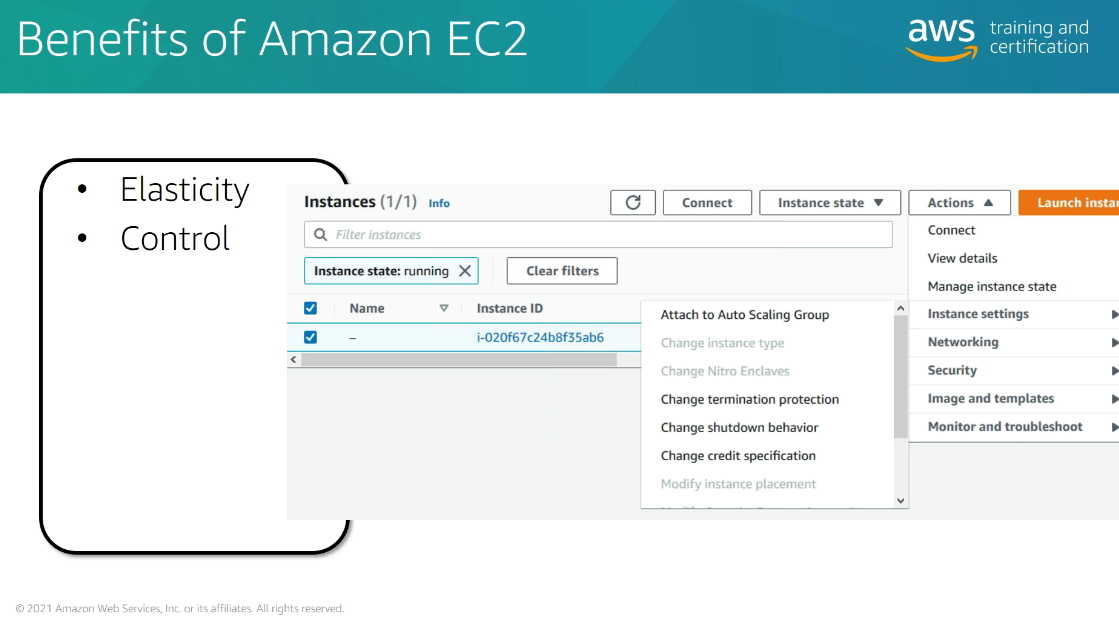 Benefits of Amazon EC2
aws training and certification
• Elasticity
• Control
Instances (1/1) Info
Connect
Instance state
Actions
Launch instan
Filter instances
Instance state: running
Clear filters
Name
Instance ID
–
i-020f67c24b8f35ab6
Attach to Auto Scaling Group
Change instance type
Change Nitro Enclaves
Change termination protection
Change shutdown behavior
Change credit specification
Modify instance placement
Connect
View details
Manage instance state
Instance settings
Networking
Security
Image and templates
Monitor and troubleshoot
© 2021 Amazon Web Services, Inc. or its affiliates. All rights reserved.